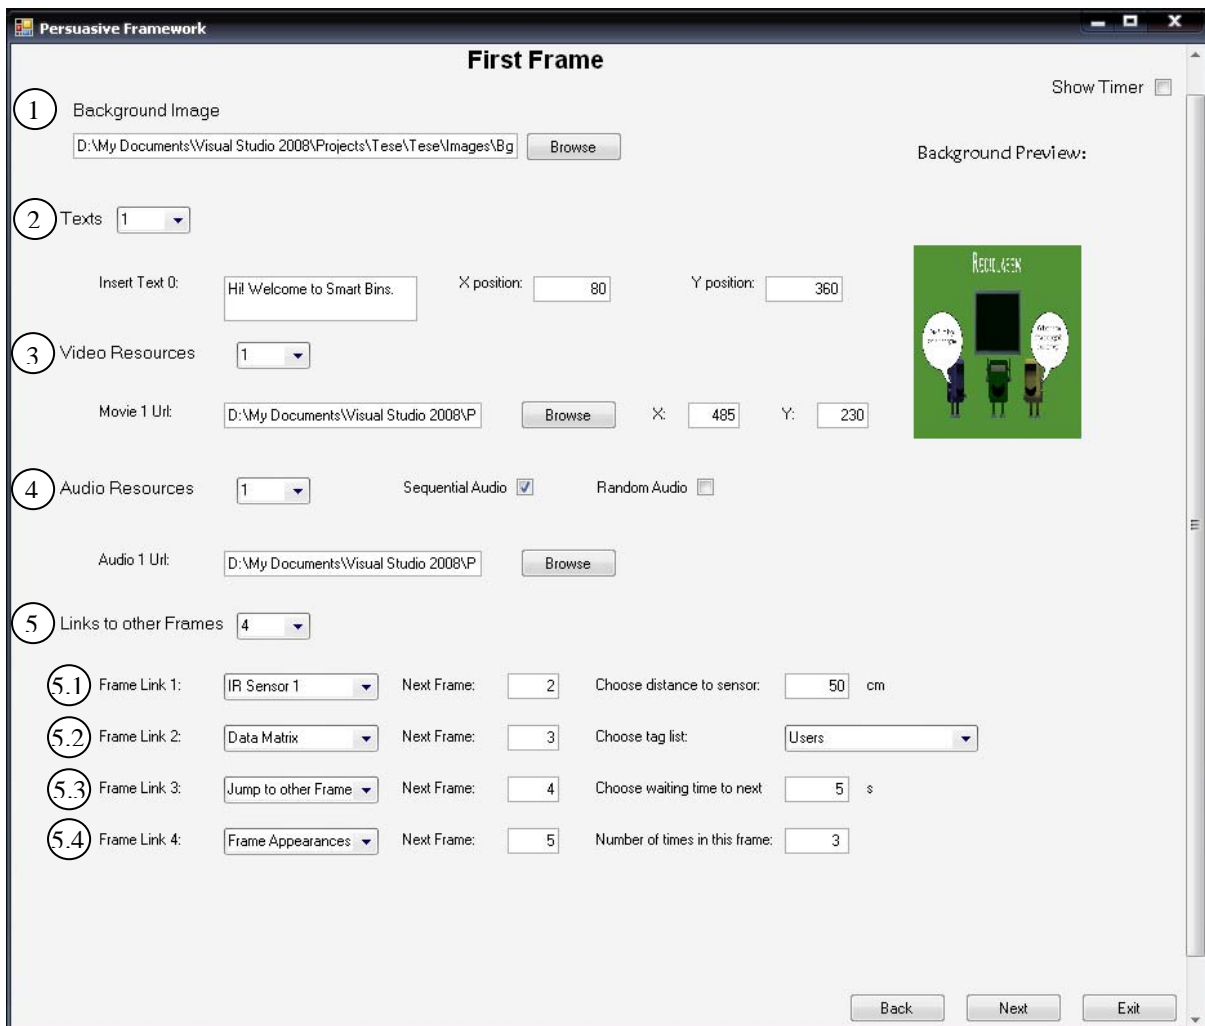 Persuasive Framework
First Frame
Show Timer
1 Background Image
D:\My Documents\Visual Studio 2008\Projects\Tese\Tese\Images\Bg Browse
Background Preview:
2 Texts 1
Insert Text 0: Hi! Welcome to Smart Bins. X position: 80 Y position: 360
3 Video Resources 1
Movie 1 Url: D:\My Documents\Visual Studio 2008\P Browse X: 485 Y: 230
4 Audio Resources 1 Sequential Audio Random Audio
Audio 1 Url: D:\My Documents\Visual Studio 2008\P Browse
5 Links to other Frames 4
5.1 Frame Link 1: IR Sensor 1 Next Frame: 2 Choose distance to sensor: 50 cm
5.2 Frame Link 2: Data Matrix Next Frame: 3 Choose tag list: Users
5.3 Frame Link 3: Jump to other Frame Next Frame: 4 Choose waiting time to next 5 s
5.4 Frame Link 4: Frame Appearances Next Frame: 5 Number of times in this frame: 3
Back Next Exit